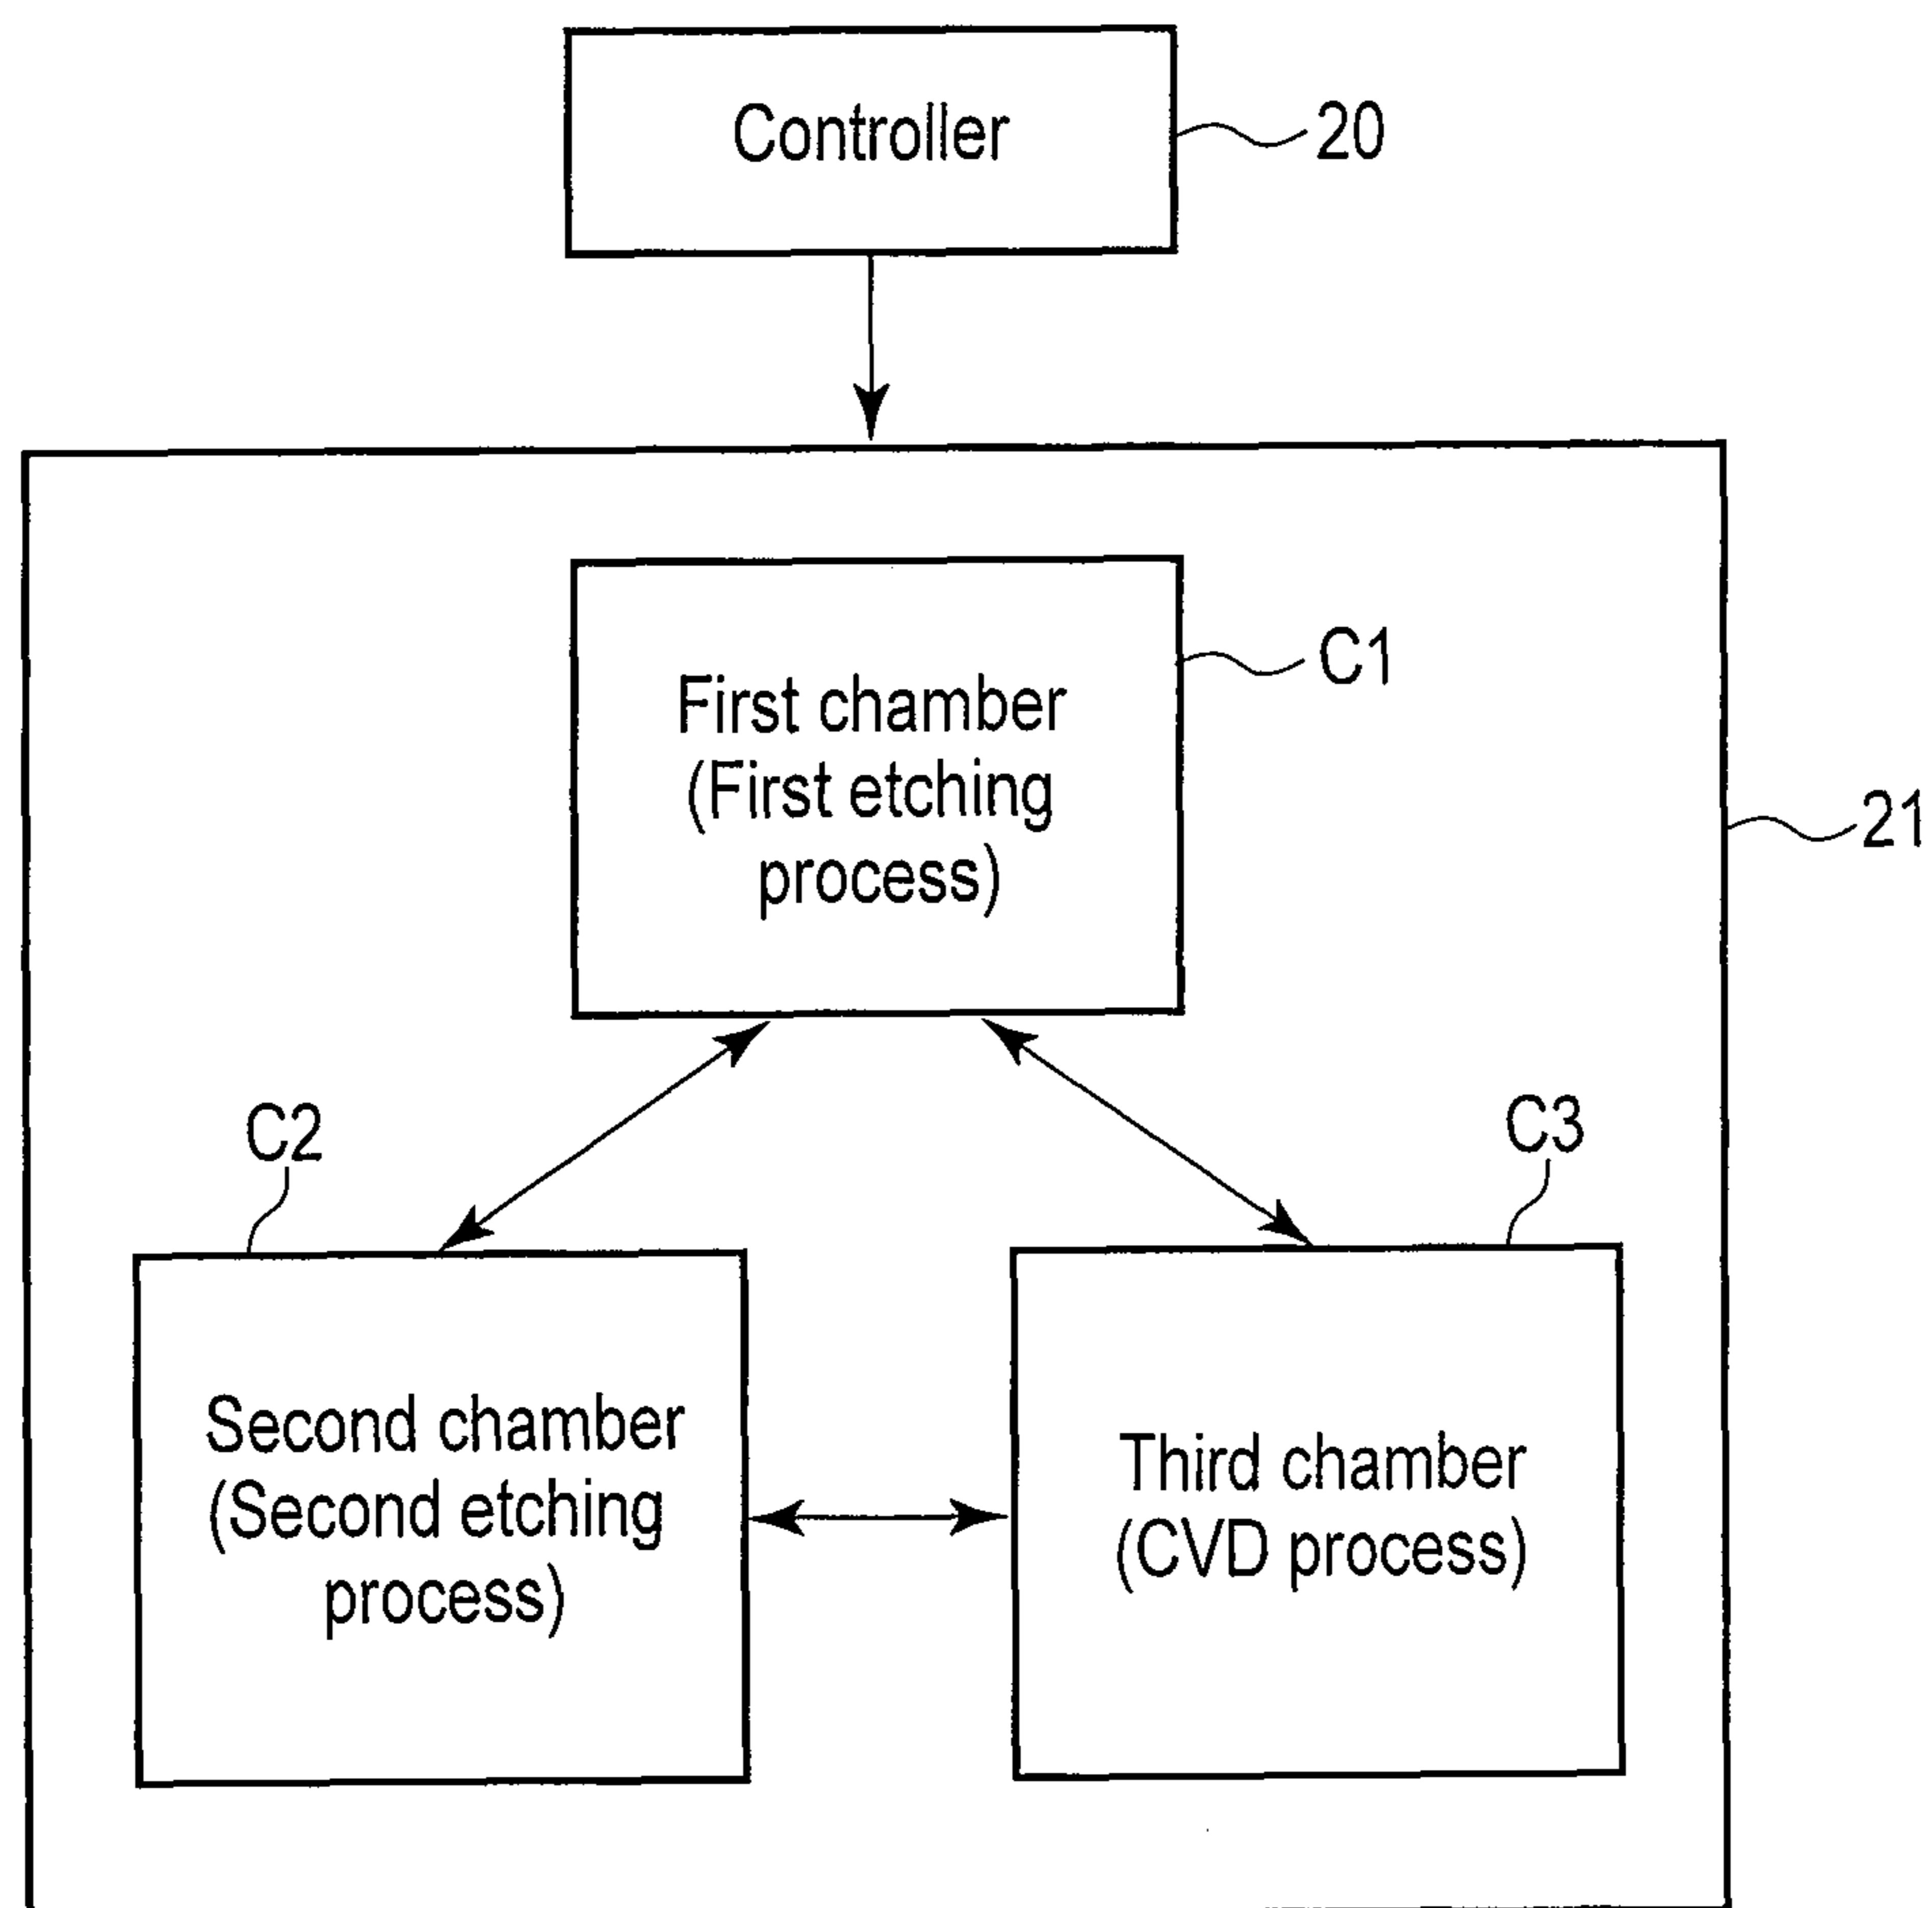 Controller
20
First chamber
(First etching
process)
C1
21
C2
C3
Second chamber
(Second etching
process)
Third chamber
(CVD process)